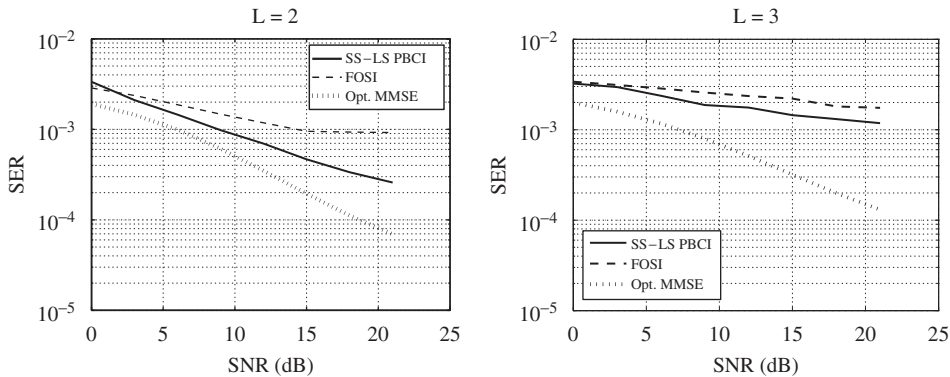 L = 2
10⁻²
10⁻³
10⁻⁴
10⁻⁵
SER
SS−LS PBCI
FOSI
Opt. MMSE
0 5 10 15 20 25
SNR (dB)
L = 3
10⁻²
10⁻³
10⁻⁴
10⁻⁵
SER
SS−LS PBCI
FOSI
Opt. MMSE
0 5 10 15 20 25
SNR (dB)